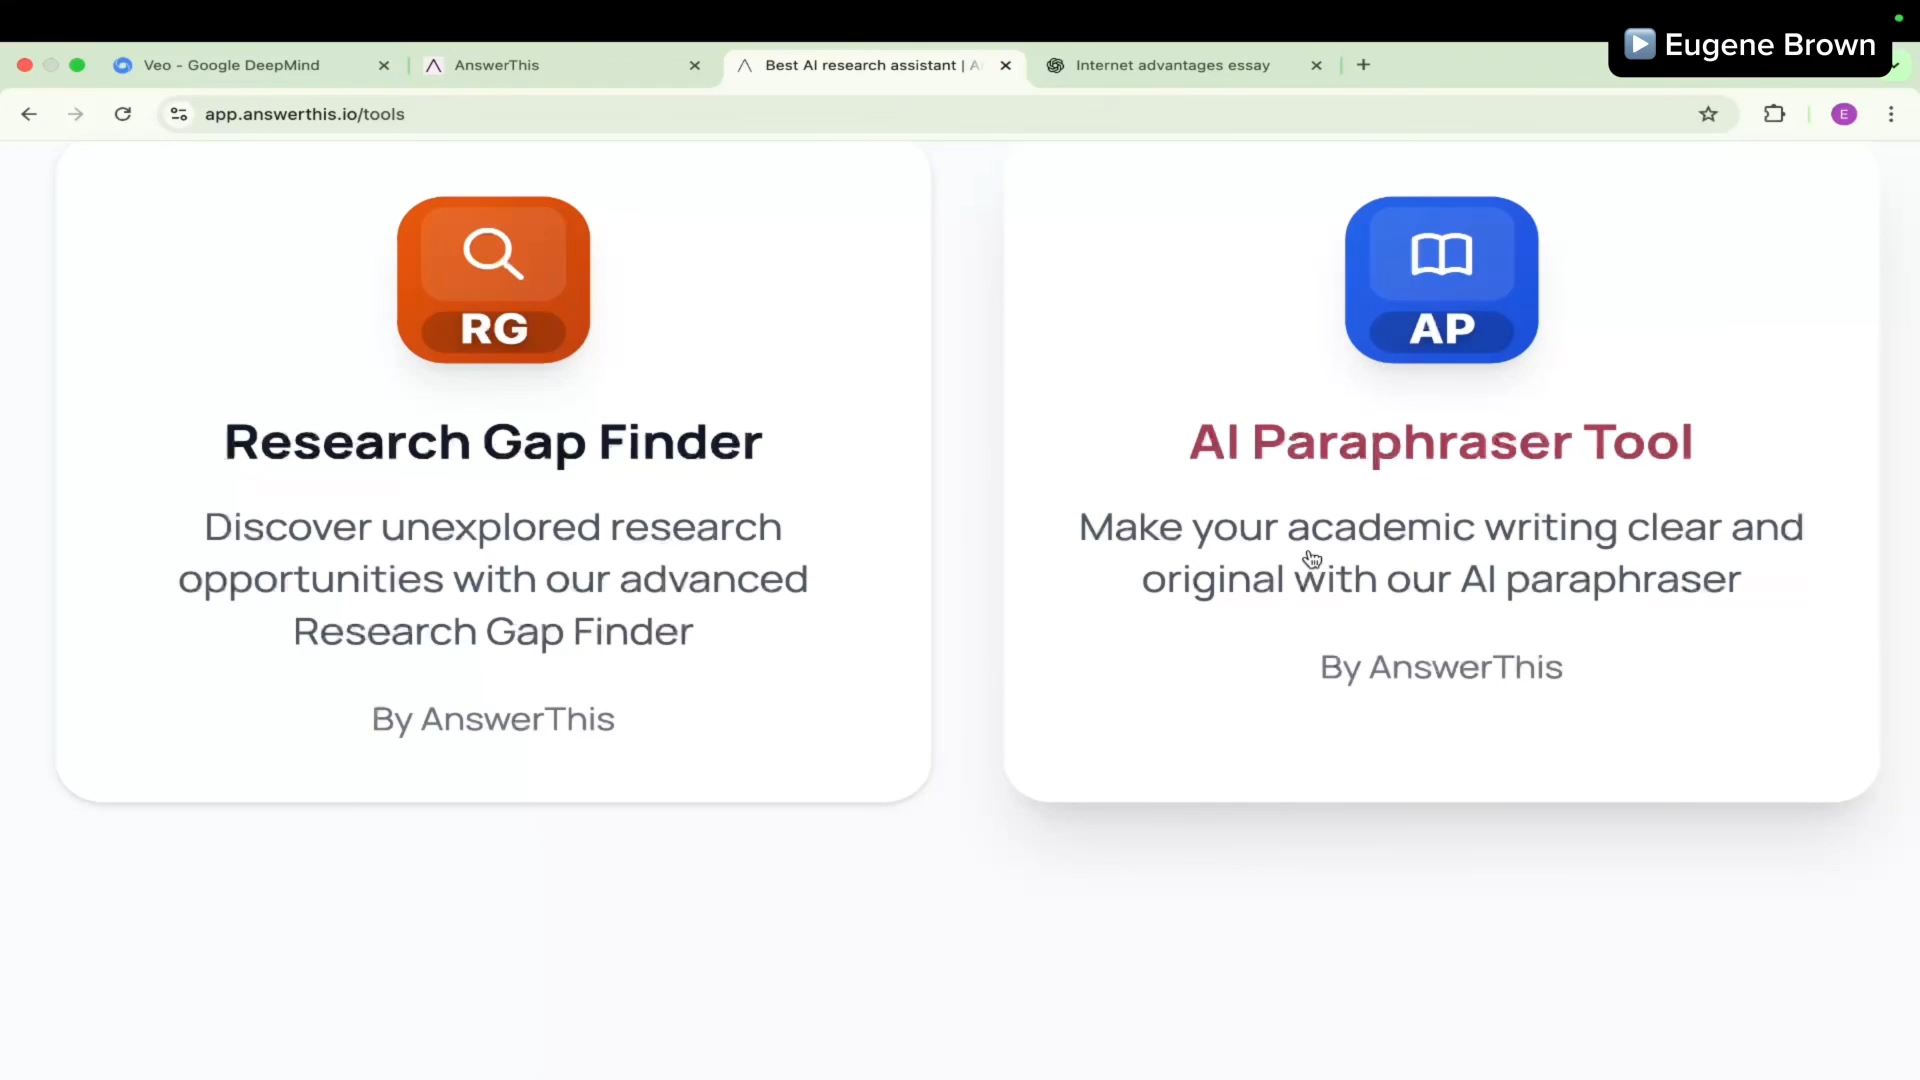 Eugene Brown
Veo - Google DeepMind
AnswerThis
Best AI research assistant | A
Internet advantages essay
app.answerthis.io/tools
E
RG
Research Gap Finder
Discover unexplored research
opportunities with our advanced
Research Gap Finder
By AnswerThis
AP
AI Paraphraser Tool
Make your academic writing clear and
original with our AI paraphraser
By AnswerThis